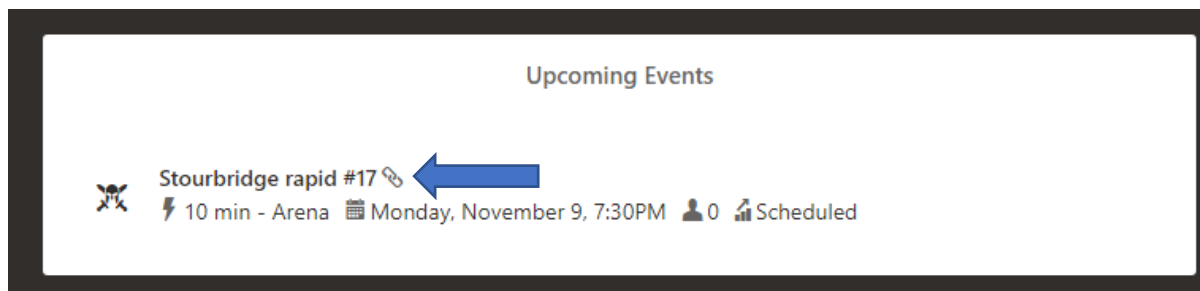 Upcoming Events
Stourbridge rapid #17
10 min - Arena Monday, November 9, 7:30PM 0 Scheduled